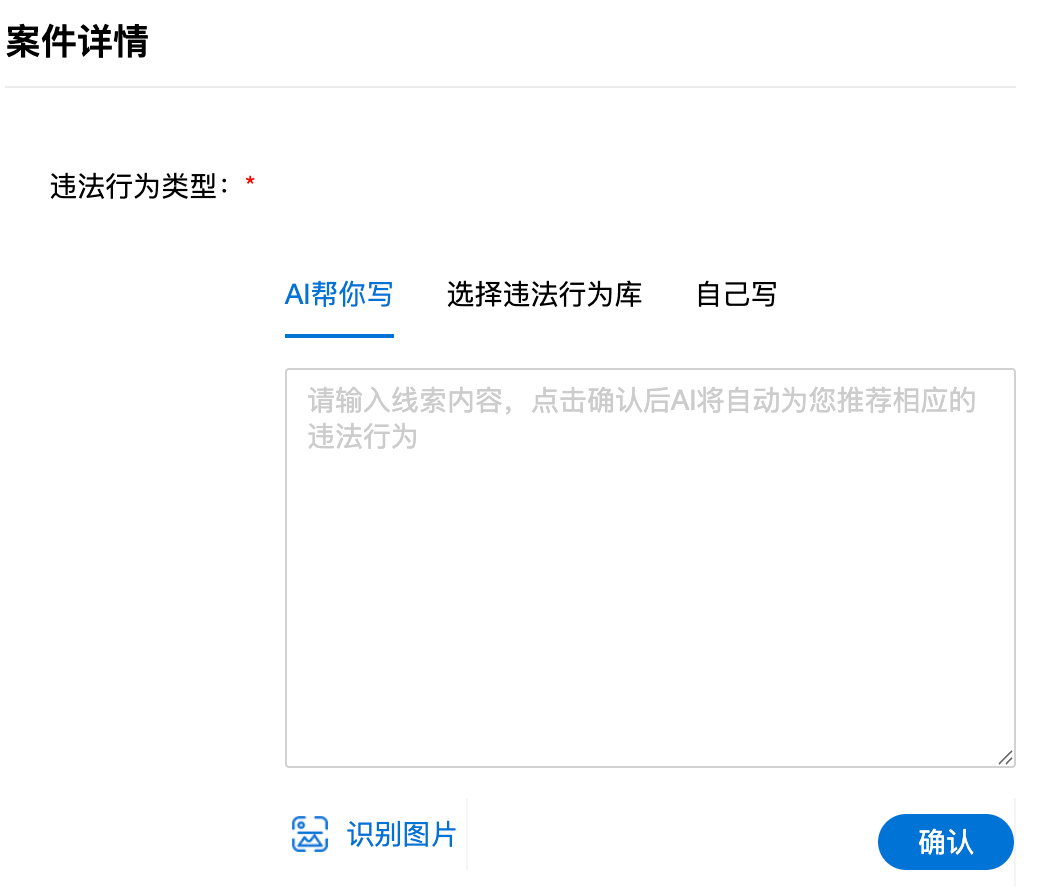 案件详情
违法行为类型：*
AI帮你写 选择违法行为库 自己写
请输入线索内容，点击确认后AI将自动为您推荐相应的
违法行为
识别图片 确认